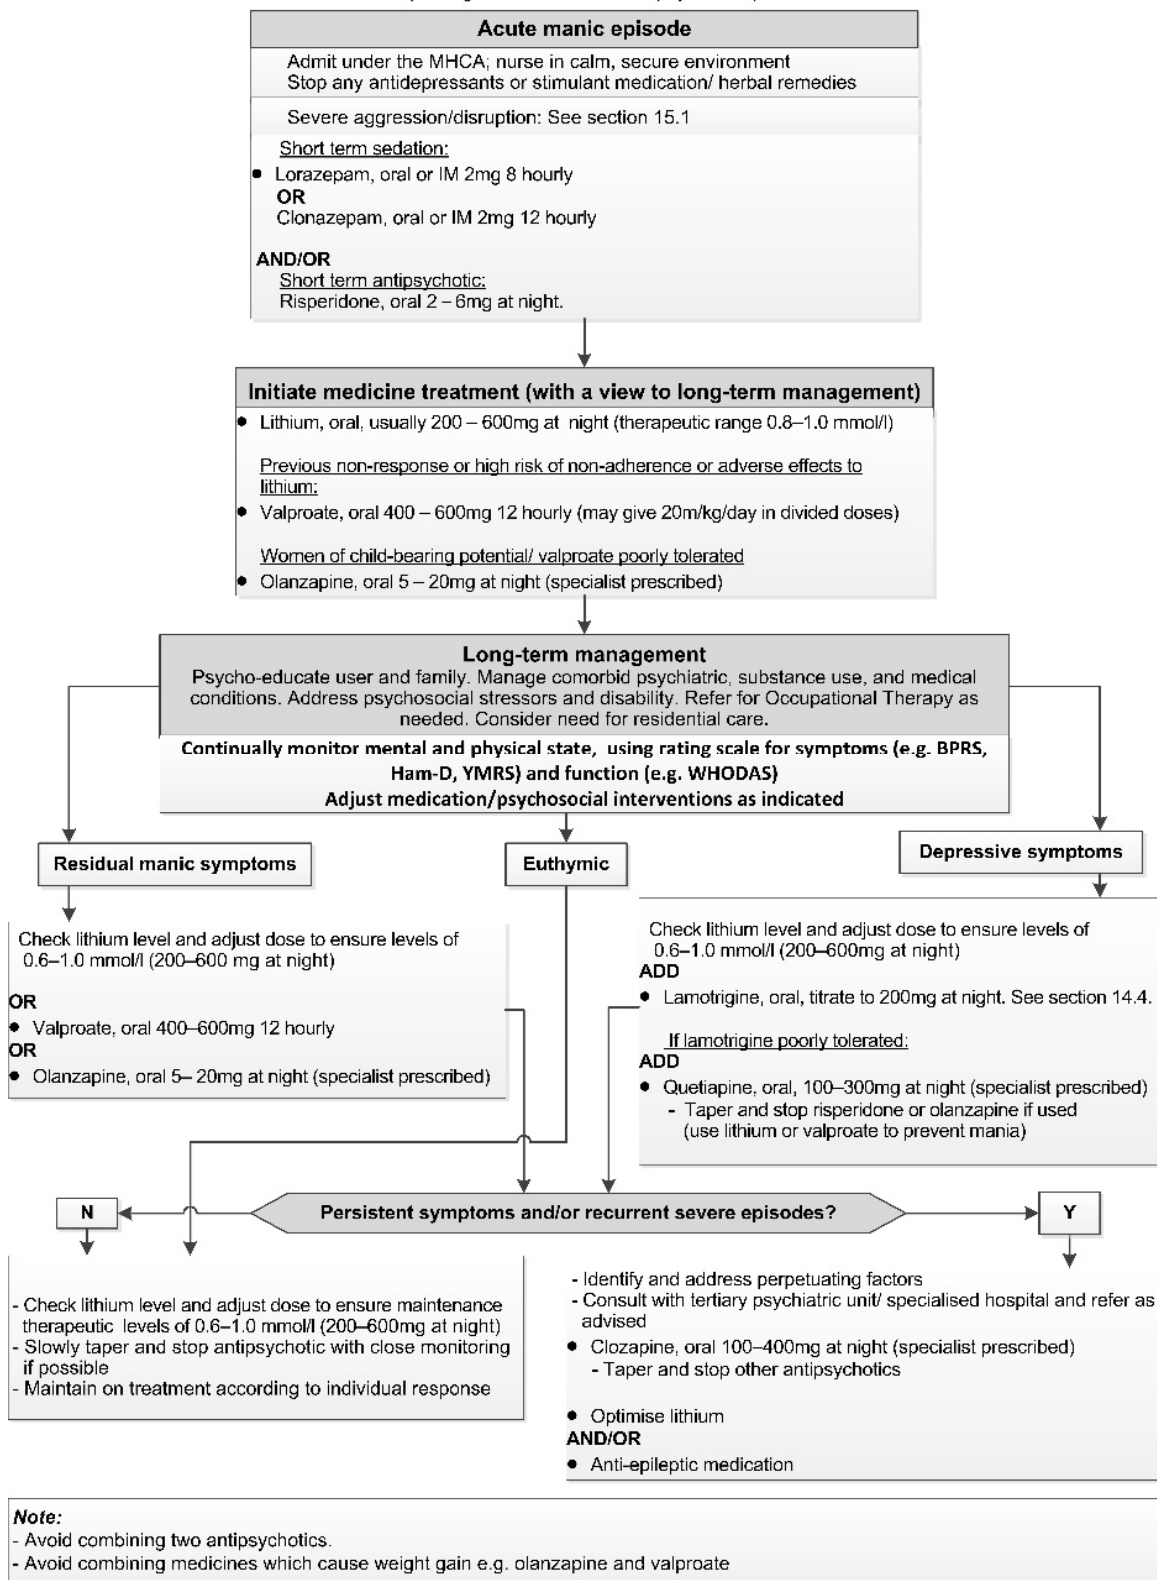 Acute manic episode
Admit under the MHCA; nurse in calm, secure environment
Stop any antidepressants or stimulant medication/ herbal remedies
Severe aggression/disruption: See section 15.1
Short term sedation:
● Lorazepam, oral or IM 2mg 8 hourly
OR
Clonazepam, oral or IM 2mg 12 hourly
AND/OR
Short term antipsychotic:
Risperidone, oral 2 – 6mg at night.
Initiate medicine treatment (with a view to long-term management)
● Lithium, oral, usually 200 – 600mg at night (therapeutic range 0.8–1.0 mmol/l)
Previous non-response or high risk of non-adherence or adverse effects to
lithium:
● Valproate, oral 400 – 600mg 12 hourly (may give 20m/kg/day in divided doses)
Women of child-bearing potential/ valproate poorly tolerated
● Olanzapine, oral 5 – 20mg at night (specialist prescribed)
Long-term management
Psycho-educate user and family. Manage comorbid psychiatric, substance use, and medical
conditions. Address psychosocial stressors and disability. Refer for Occupational Therapy as
needed. Consider need for residential care.
Continually monitor mental and physical state, using rating scale for symptoms (e.g. BPRS,
Ham-D, YMRS) and function (e.g. WHODAS)
Adjust medication/psychosocial interventions as indicated
Residual manic symptoms
Euthymic
Depressive symptoms
Check lithium level and adjust dose to ensure levels of
0.6–1.0 mmol/l (200–600 mg at night)
OR
● Valproate, oral 400–600mg 12 hourly
OR
● Olanzapine, oral 5– 20mg at night (specialist prescribed)
Check lithium level and adjust dose to ensure levels of
0.6–1.0 mmol/l (200–600mg at night)
ADD
● Lamotrigine, oral, titrate to 200mg at night. See section 14.4.
If lamotrigine poorly tolerated:
ADD
● Quetiapine, oral, 100–300mg at night (specialist prescribed)
- Taper and stop risperidone or olanzapine if used
(use lithium or valproate to prevent mania)
N
Persistent symptoms and/or recurrent severe episodes?
Y
- Check lithium level and adjust dose to ensure maintenance
therapeutic levels of 0.6–1.0 mmol/l (200–600mg at night)
- Slowly taper and stop antipsychotic with close monitoring
if possible
- Maintain on treatment according to individual response
- Identify and address perpetuating factors
- Consult with tertiary psychiatric unit/ specialised hospital and refer as
advised
● Clozapine, oral 100–400mg at night (specialist prescribed)
- Taper and stop other antipsychotics
● Optimise lithium
AND/OR
● Anti-epileptic medication
Note:
- Avoid combining two antipsychotics.
- Avoid combining medicines which cause weight gain e.g. olanzapine and valproate